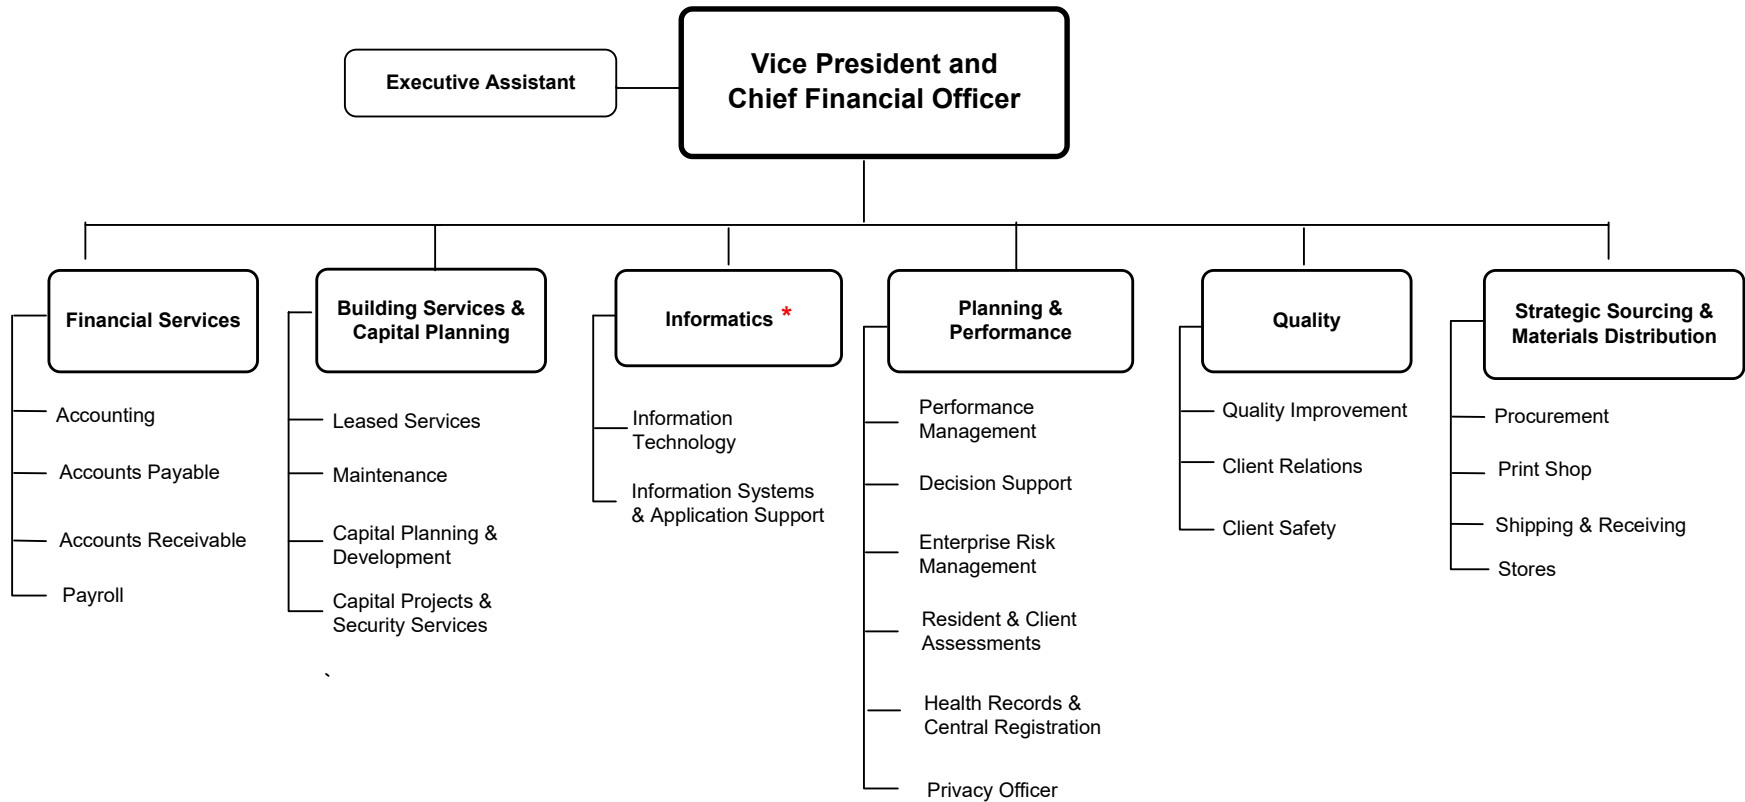 Executive Assistant
Vice President and
Chief Financial Officer
Financial Services
Accounting
Accounts Payable
Accounts Receivable
Payroll
Building Services &
Capital Planning
Leased Services
Maintenance
Capital Planning &
Development
Capital Projects &
Security Services
`
Informatics *
Information
Technology
Information Systems
& Application Support
Planning &
Performance
Performance
Management
Decision Support
Enterprise Risk
Management
Resident & Client
Assessments
Health Records &
Central Registration
Privacy Officer
Quality
Quality Improvement
Client Relations
Client Safety
Strategic Sourcing &
Materials Distribution
Procurement
Print Shop
Shipping & Receiving
Stores